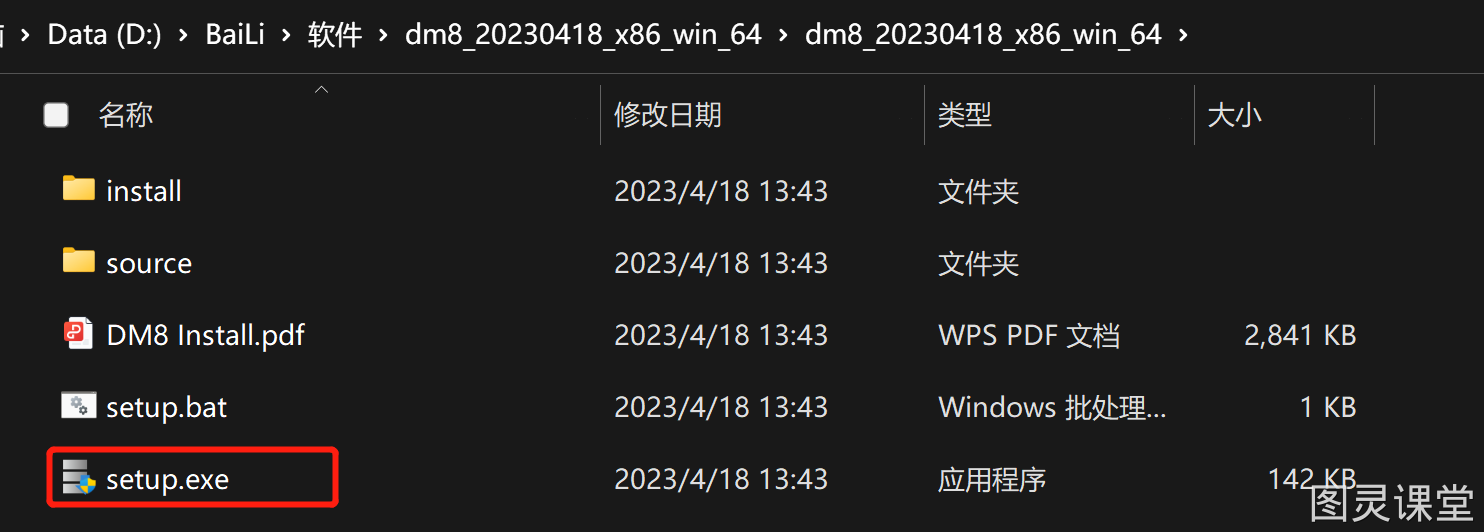 Data (D:) › BaiLi › 软件 › dm8_20230418_x86_win_64 › dm8_20230418_x86_win_64 ›
名称 修改日期 类型 大小
install 2023/4/18 13:43 文件夹
source 2023/4/18 13:43 文件夹
DM8 Install.pdf 2023/4/18 13:43 WPS PDF 文档 2,841 KB
setup.bat 2023/4/18 13:43 Windows 批处理... 1 KB
setup.exe 2023/4/18 13:43 应用程序 142 KB
图灵课堂